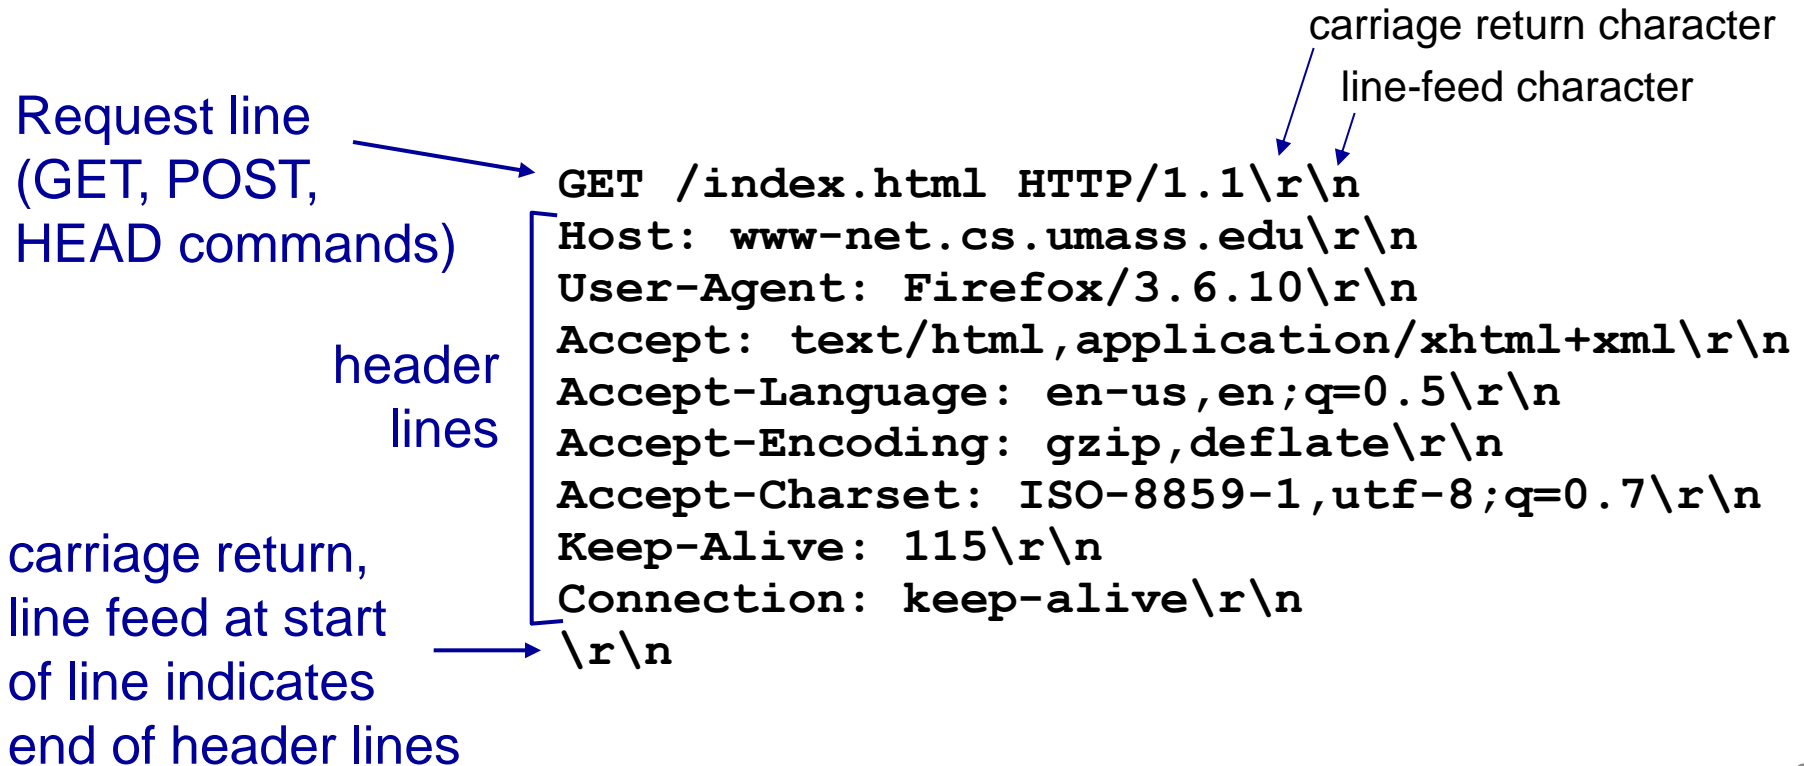 carriage return character
line-feed character
Request line
(GET, POST,
HEAD commands)
GET /index.html HTTP/1.1\r\n
Host: www-net.cs.umass.edu\r\n
User-Agent: Firefox/3.6.10\r\n
Accept: text/html,application/xhtml+xml\r\n
Accept-Language: en-us,en;q=0.5\r\n
Accept-Encoding: gzip,deflate\r\n
Accept-Charset: ISO-8859-1,utf-8;q=0.7\r\n
Keep-Alive: 115\r\n
Connection: keep-alive\r\n
\r\n
header
lines
carriage return,
line feed at start
of line indicates
end of header lines